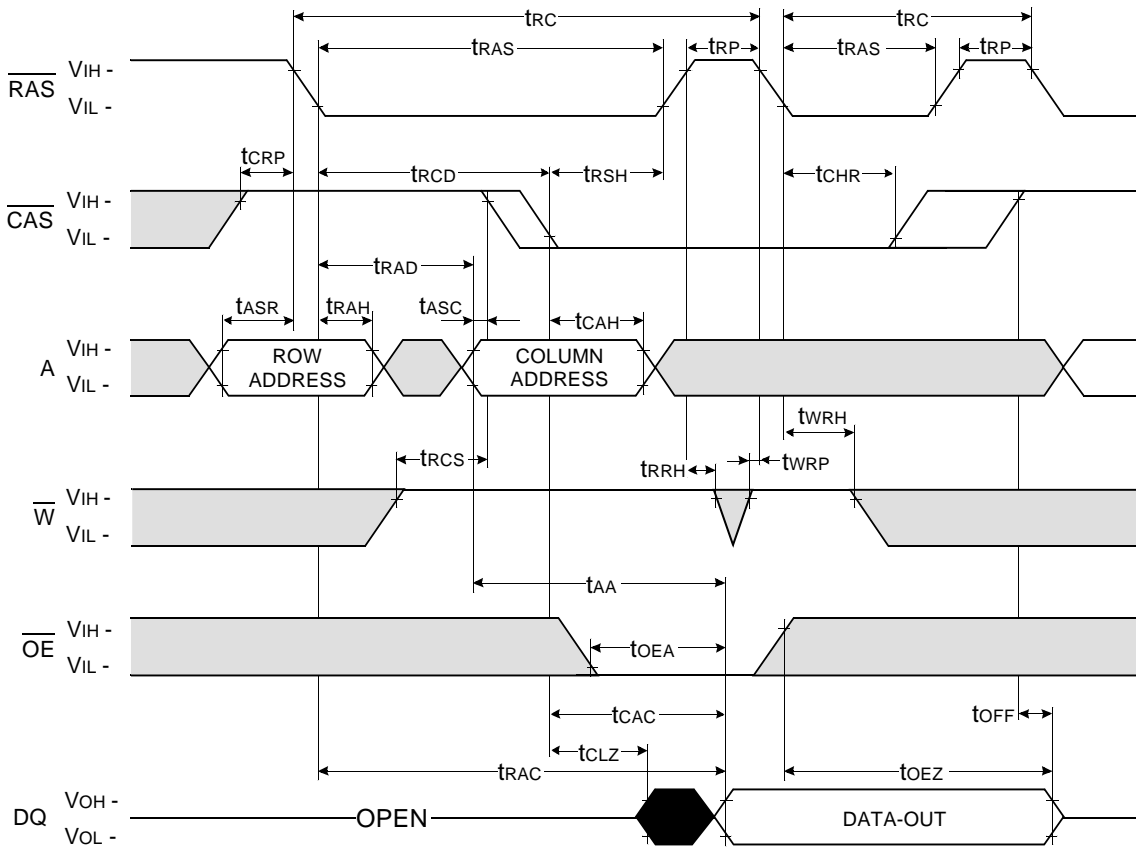 tRC tRC
tRAS tRP tRAS tRP
RAS VIH -
VIL -
tCRP tRCD tRSH tCHR
CAS VIH -
VIL -
tRAD
tASR tRAH tASC tCAH
A VIH -
VIL -
ROW
ADDRESS
COLUMN
ADDRESS
tWRH
tRCS tRRH tWRP
W VIH -
VIL -
tAA
OE VIH -
VIL -
tOEA
tCAC tOFF
tCLZ
tRAC tOEZ
DQ VOH -
VOL -
OPEN DATA-OUT